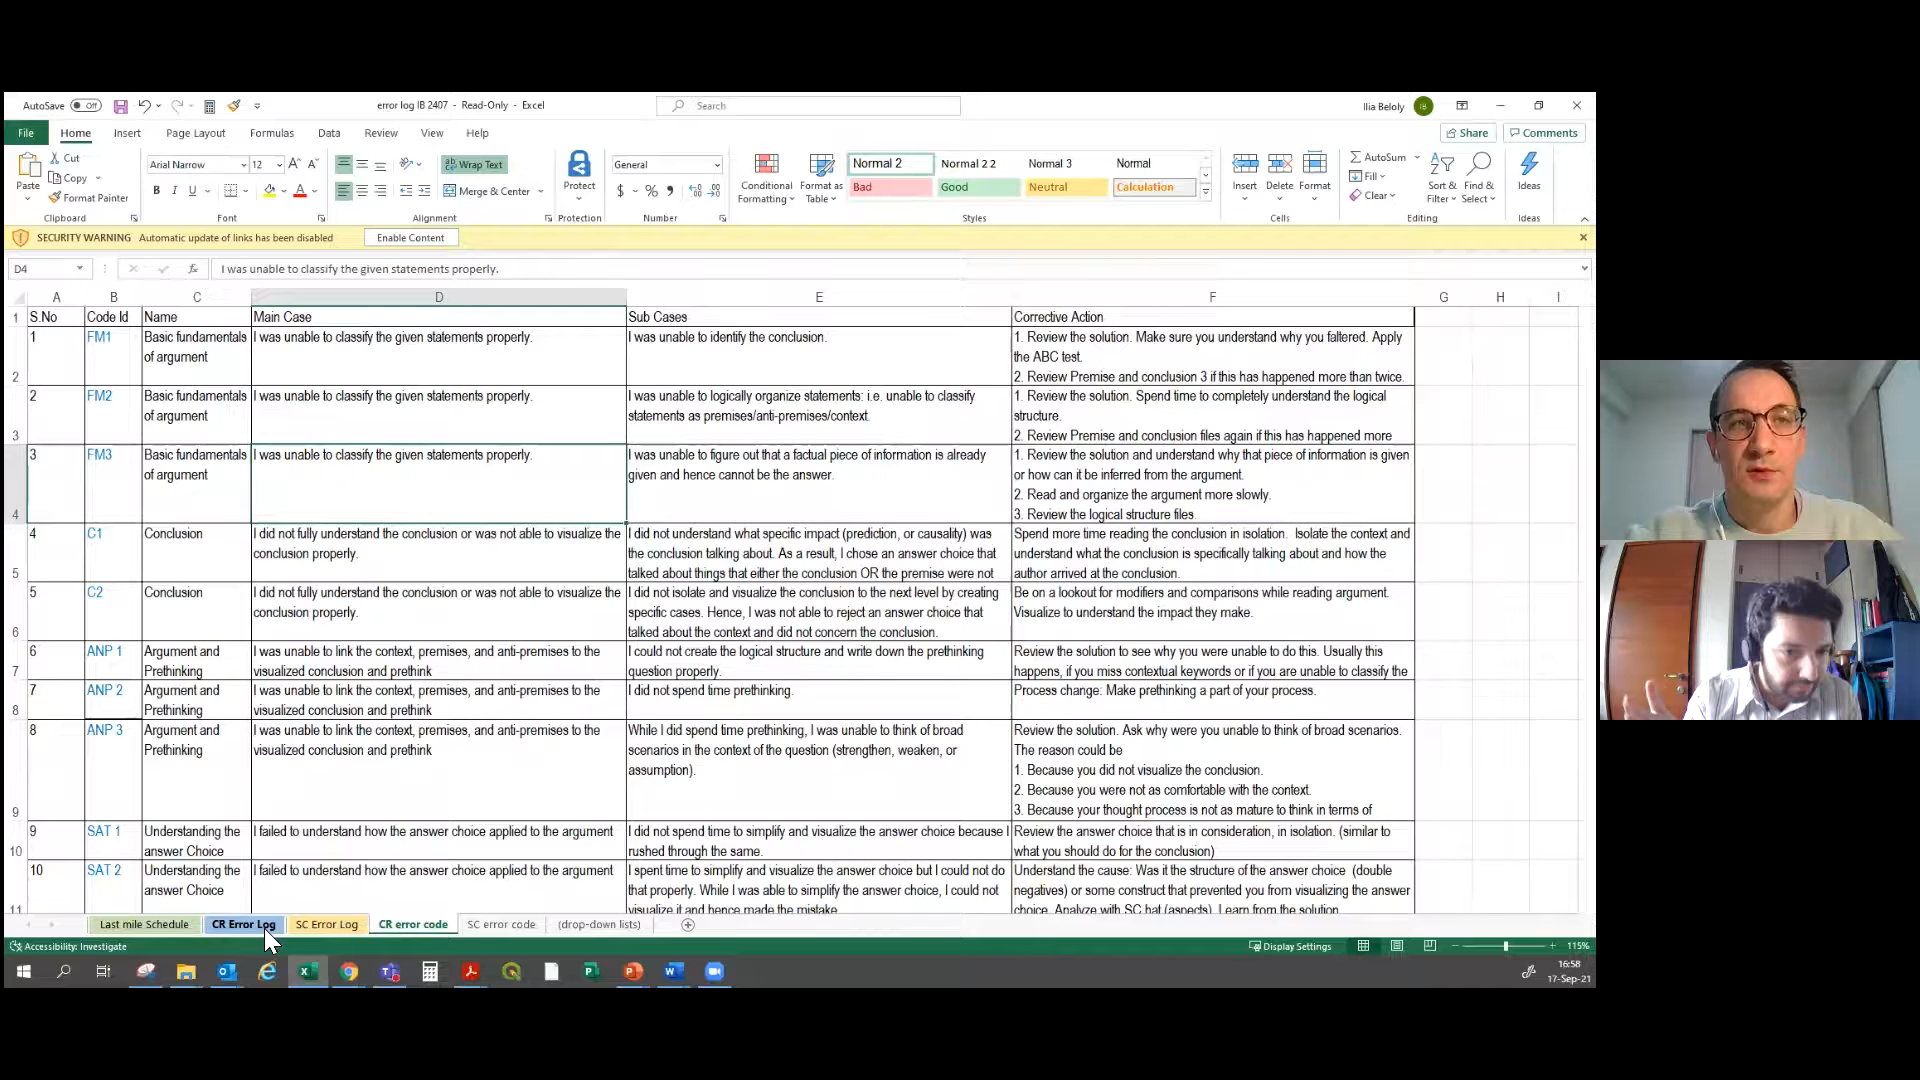 AutoSave Off error log IB 2407 - Read-Only - Excel Search Ilia Beloly IB
File Home Insert Page Layout Formulas Data Review View Help Share Comments
Paste Cut Copy Format Painter
Clipboard
Arial Narrow 12
Font
Wrap Text
Merge & Center
Alignment
Protect
Protection
General
Number
Conditional Formatting
Format as Table
Normal 2 Normal 2 2 Normal 3 Normal
Bad Good Neutral Calculation
Styles
Insert Delete Format
Cells
AutoSum
Fill
Clear
Sort & Filter
Find & Select
Editing
Ideas
Ideas
SECURITY WARNING Automatic update of links has been disabled Enable Content
D4 fx I was unable to classify the given statements properly.
A B C D E F G H I
1 S.No Code Id Name Main Case Sub Cases Corrective Action
1 FM1 Basic fundamentals I was unable to classify the given statements properly. I was unable to identify the conclusion. 1. Review the solution. Make sure you understand why you faltered. Apply
of argument the ABC test.
2 2. Review Premise and conclusion 3 if this has happened more than twice.
2 FM2 Basic fundamentals I was unable to classify the given statements properly. I was unable to logically organize statements: i.e. unable to classify 1. Review the solution. Spend time to completely understand the logical
of argument statements as premises/anti-premises/context. structure.
3 2. Review Premise and conclusion files again if this has happened more
3 FM3 Basic fundamentals I was unable to classify the given statements properly. I was unable to figure out that a factual piece of information is already 1. Review the solution and understand why that piece of information is given
of argument given and hence cannot be the answer. or how can it be inferred from the argument.
2. Read and organize the argument more slowly.
4 3. Review the logical structure files.
4 C1 Conclusion I did not fully understand the conclusion or was not able to visualize the I did not understand what specific impact (prediction, or causality) was Spend more time reading the conclusion in isolation. Isolate the context and
conclusion properly. the conclusion talking about. As a result, I chose an answer choice that understand what the conclusion is specifically talking about and how the
5 talked about things that either the conclusion OR the premise were not author arrived at the conclusion.
5 C2 Conclusion I did not fully understand the conclusion or was not able to visualize the I did not isolate and visualize the conclusion to the next level by creating Be on a lookout for modifiers and comparisons while reading argument.
conclusion properly. specific cases. Hence, I was not able to reject an answer choice that Visualize to understand the impact they make.
6 talked about the context and did not concern the conclusion.
6 ANP 1 Argument and I was unable to link the context, premises, and anti-premises to the I could not create the logical structure and write down the prethinking Review the solution to see why you were unable to do this. Usually this
7 Prethinking visualized conclusion and prethink question properly. happens, if you miss contextual keywords or if you are unable to classify the
7 ANP 2 Argument and I was unable to link the context, premises, and anti-premises to the I did not spend time prethinking. Process change: Make prethinking a part of your process.
8 Prethinking visualized conclusion and prethink
8 ANP 3 Argument and I was unable to link the context, premises, and anti-premises to the While I did spend time prethinking, I was unable to think of broad Review the solution. Ask why were you unable to think of broad scenarios.
Prethinking visualized conclusion and prethink scenarios in the context of the question (strengthen, weaken, or The reason could be
assumption). 1. Because you did not visualize the conclusion.
2. Because you were not as comfortable with the context.
9 3. Because your thought process is not as mature to think in terms of
9 SAT 1 Understanding the I failed to understand how the answer choice applied to the argument I did not spend time to simplify and visualize the answer choice because I Review the answer choice that is in consideration, in isolation. (similar to
10 answer Choice rushed through the same. what you should do for the conclusion)
10 SAT 2 Understanding the I failed to understand how the answer choice applied to the argument I spent time to simplify and visualize the answer choice but I could not do Understand the cause: Was it the structure of the answer choice (double
answer Choice that properly. While I was able to simplify the answer choice, I could not negatives) or some construct that prevented you from visualizing the answer
11 visualize it and hence made the mistake. choice. Analyze with SC hat (aspects). Learn from the solution
Last mile Schedule CR Error Log SC Error Log CR error code SC error code (drop-down lists)
Accessibility: Investigate Display Settings 115%
16:58
17-Sep-21